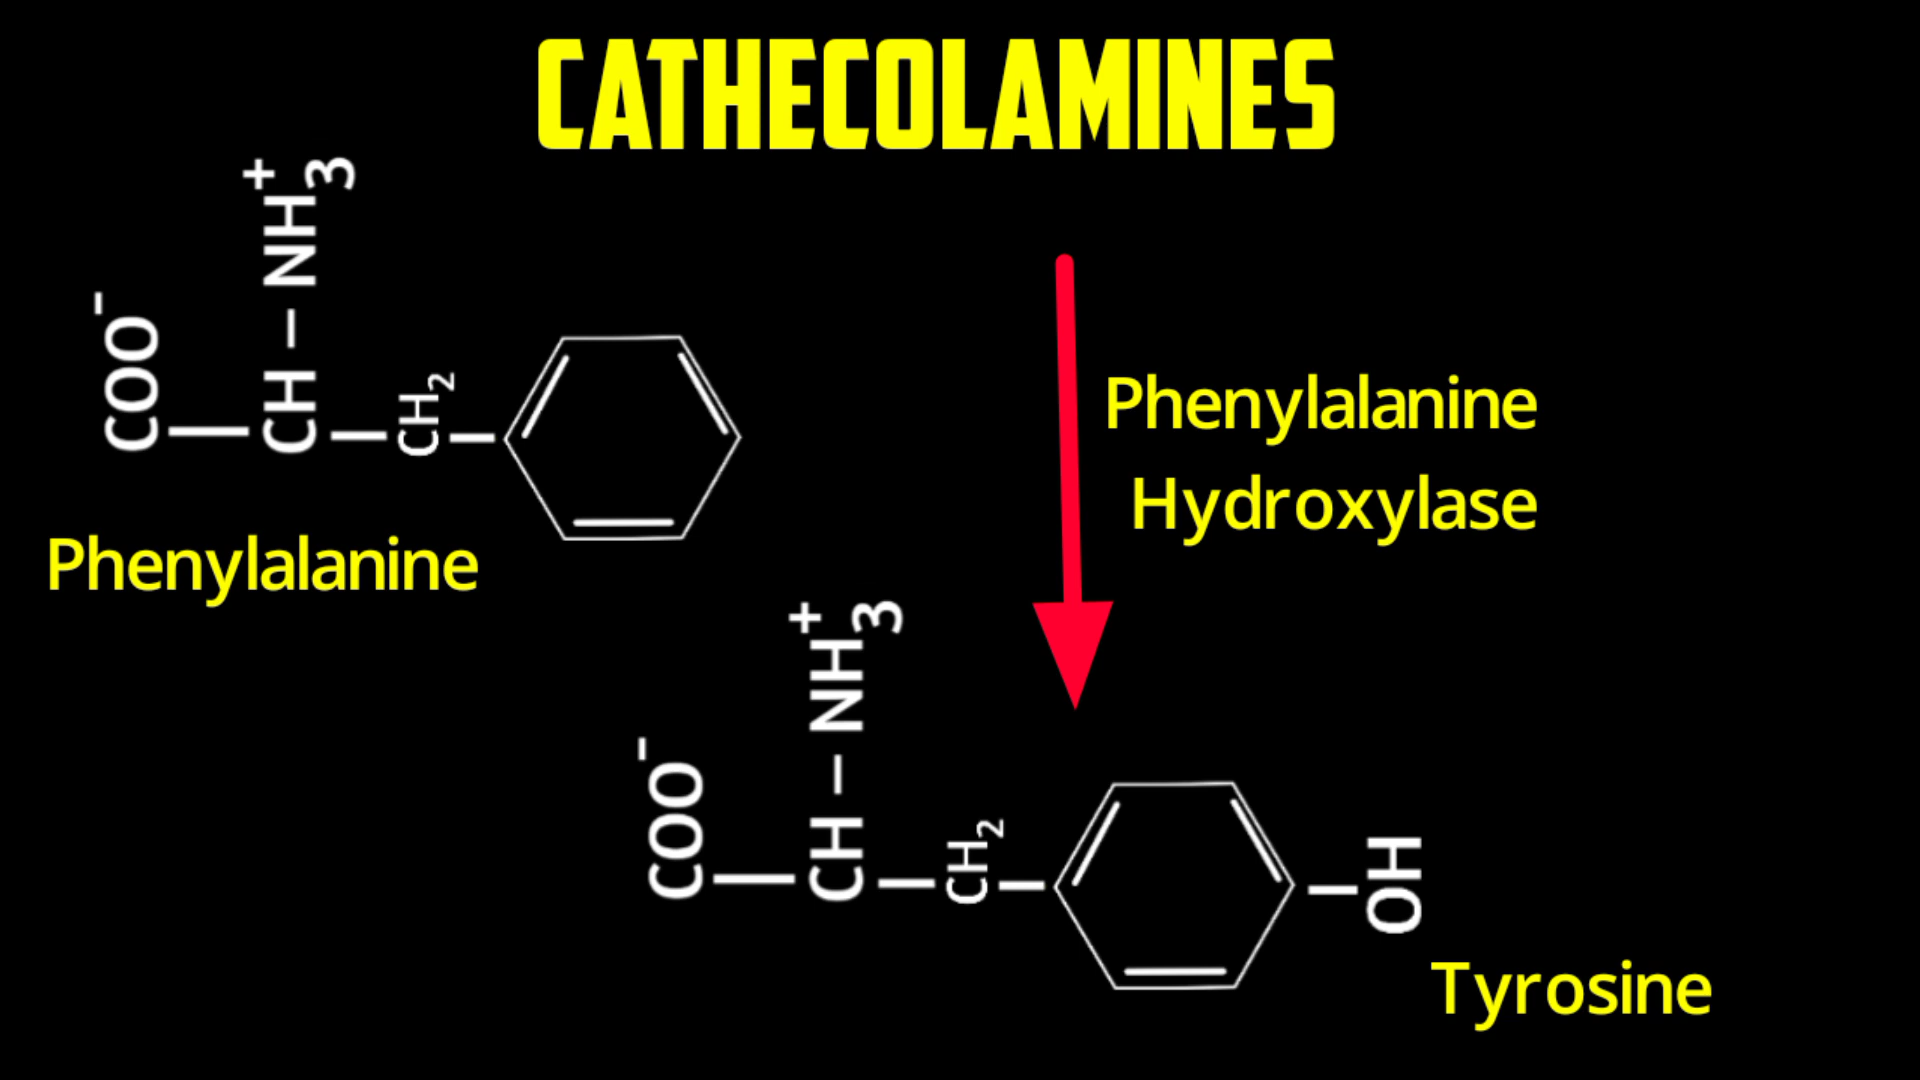 CATHECOLAMINES
COO⁻ CH NH₃⁺ CH₂
Phenylalanine
Phenylalanine
Hydroxylase
COO⁻ CH NH₃⁺ CH₂ OH
Tyrosine